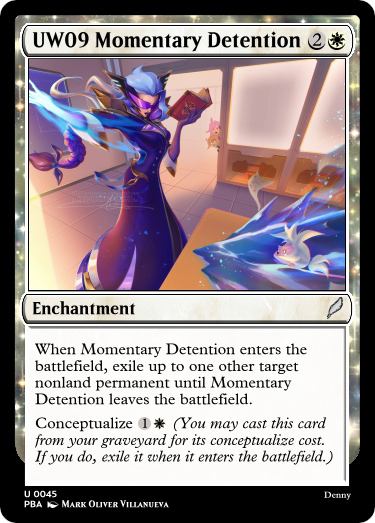 UW09 Momentary Detention 2
Enchantment
When Momentary Detention enters the
battlefield, exile up to one other target
nonland permanent until Momentary
Detention leaves the battlefield.
Conceptualize 1 (You may cast this card
from your graveyard for its conceptualize cost.
If you do, exile it when it enters the battlefield.)
U 0045
Denny
PBA Mark Oliver Villanueva